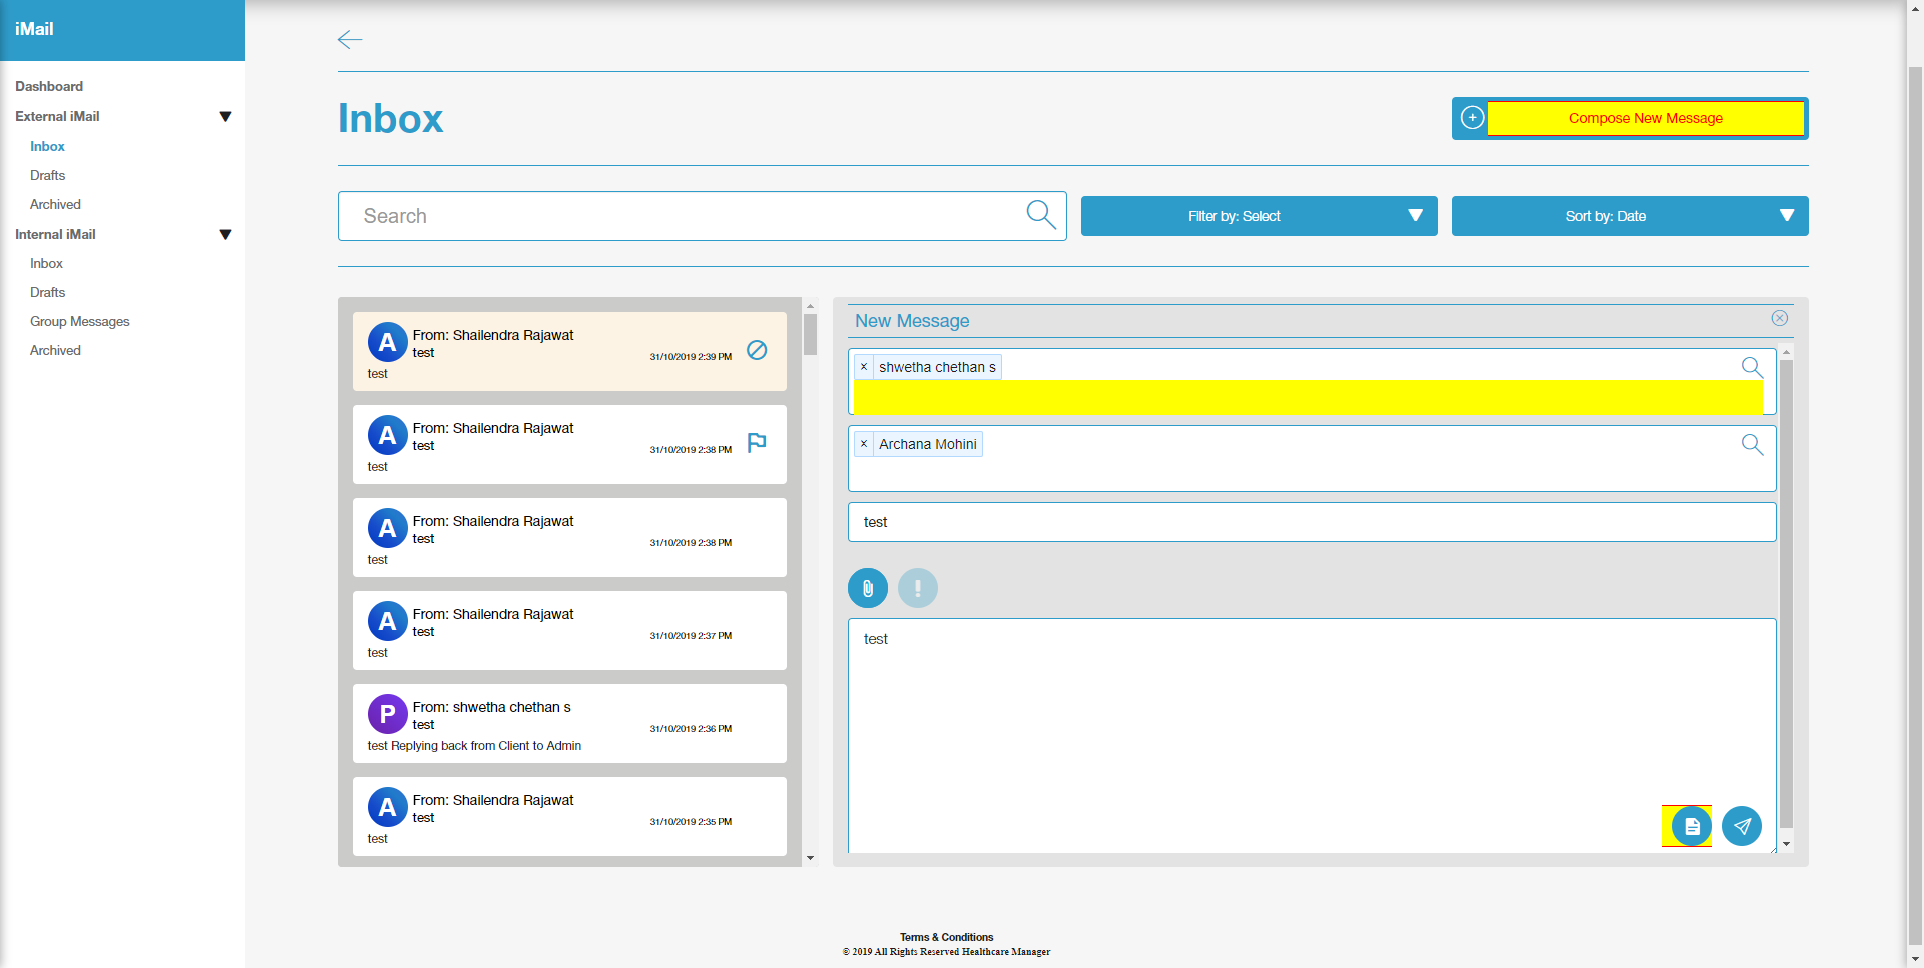 iMail
Dashboard
External iMail
Inbox
Drafts
Archived
Internal iMail
Inbox
Drafts
Group Messages
Archived
Inbox
Compose New Message
Search
Filter by: Select
Sort by: Date
A From: Shailendra Rajawat
test
31/10/2019 2:39 PM
test
A From: Shailendra Rajawat
test
31/10/2019 2:38 PM
test
A From: Shailendra Rajawat
test
31/10/2019 2:38 PM
test
A From: Shailendra Rajawat
test
31/10/2019 2:37 PM
test
P From: shwetha chethan s
test
31/10/2019 2:36 PM
test Replying back from Client to Admin
A From: Shailendra Rajawat
test
31/10/2019 2:35 PM
test
New Message
× shwetha chethan s
× Archana Mohini
test
test
Terms & Conditions
© 2019 All Rights Reserved Healthcare Manager